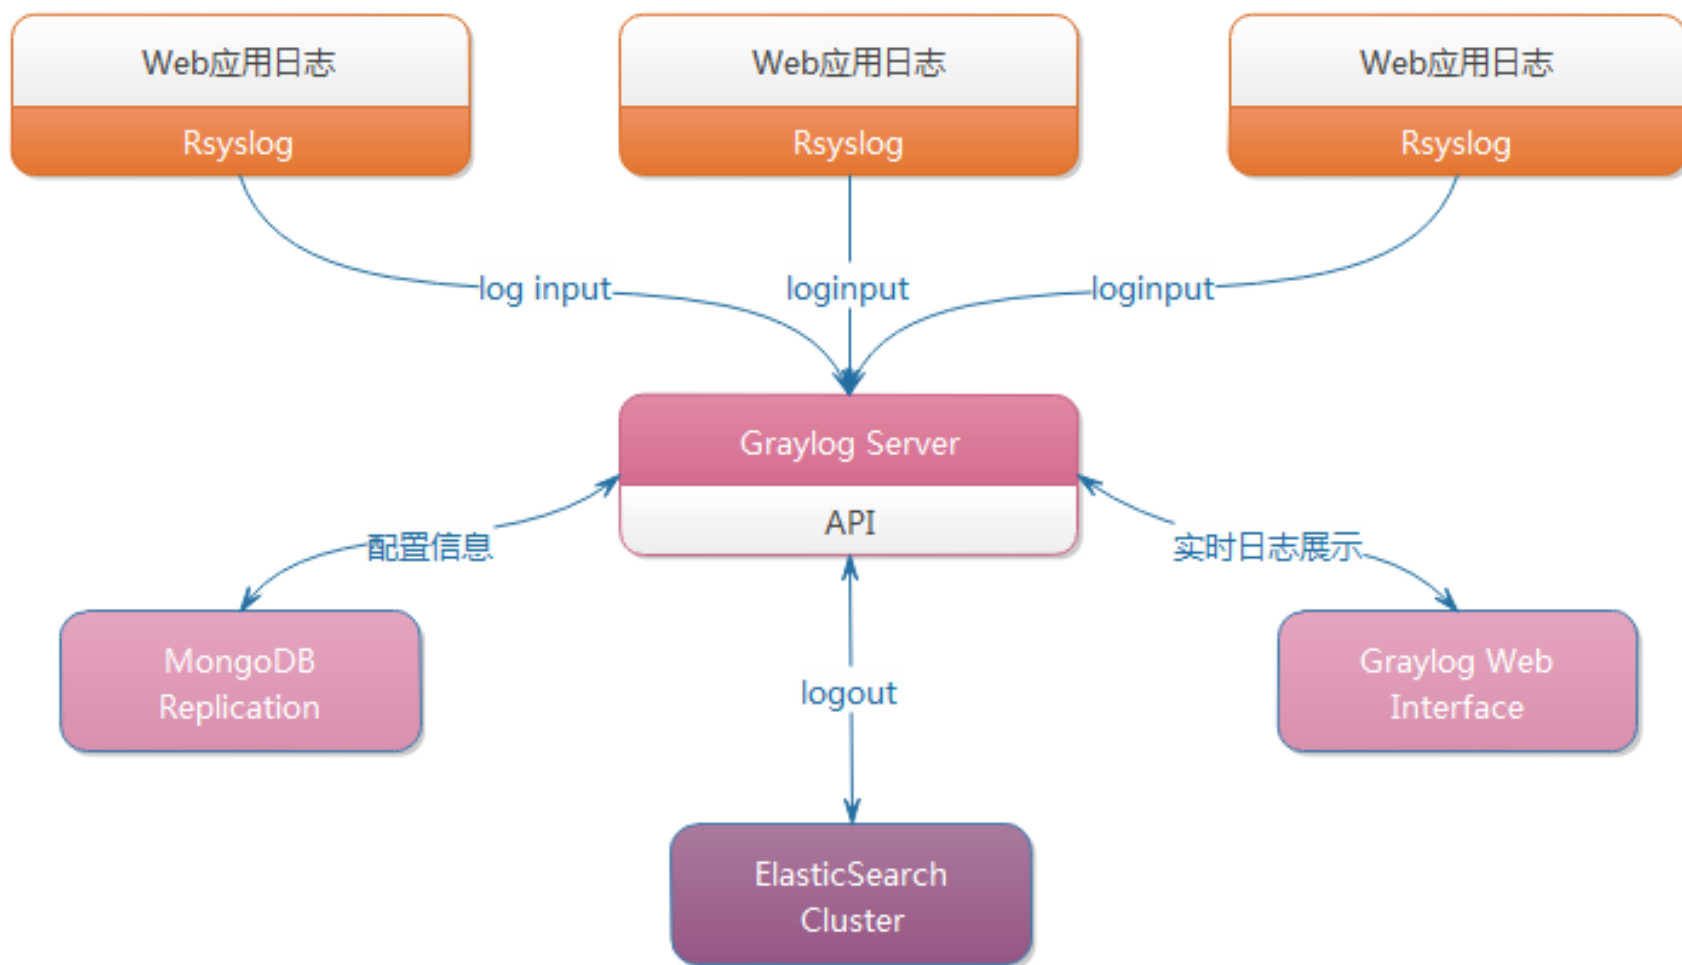 Web应用日志
Web应用日志
Web应用日志
Rsyslog
Rsyslog
Rsyslog
log input
loginput
loginput
Graylog Server
API
配置信息
实时日志展示
MongoDB
Replication
Graylog Web
Interface
logout
ElasticSearch
Cluster